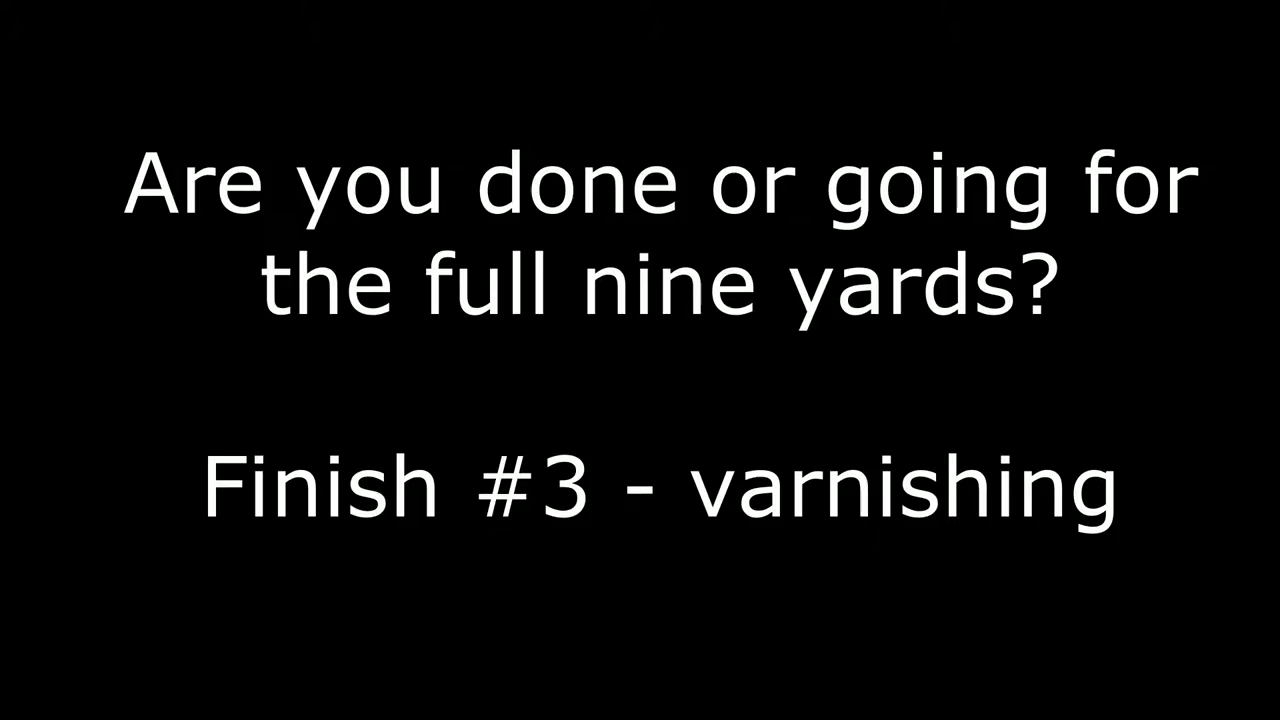 Are you done or going for
the full nine yards?
Finish #3 - varnishing